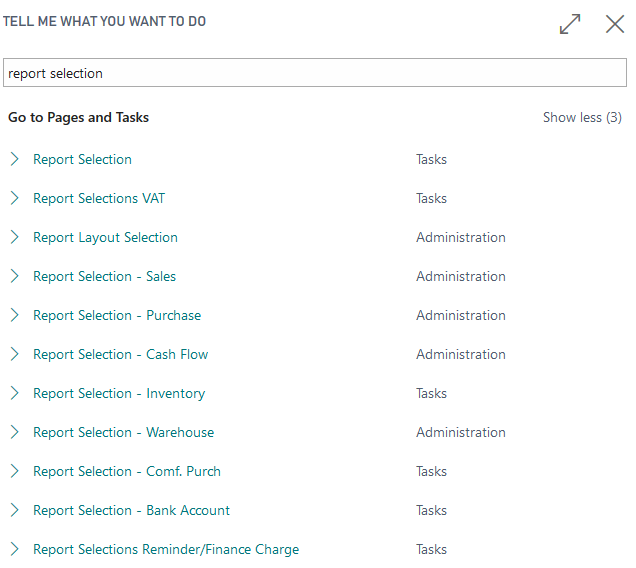 TELL ME WHAT YOU WANT TO DO
report selection
Go to Pages and Tasks Show less (3)
Report Selection Tasks
Report Selections VAT Tasks
Report Layout Selection Administration
Report Selection - Sales Administration
Report Selection - Purchase Administration
Report Selection - Cash Flow Administration
Report Selection - Inventory Tasks
Report Selection - Warehouse Administration
Report Selection - Comf. Purch Tasks
Report Selection - Bank Account Tasks
Report Selections Reminder/Finance Charge Tasks